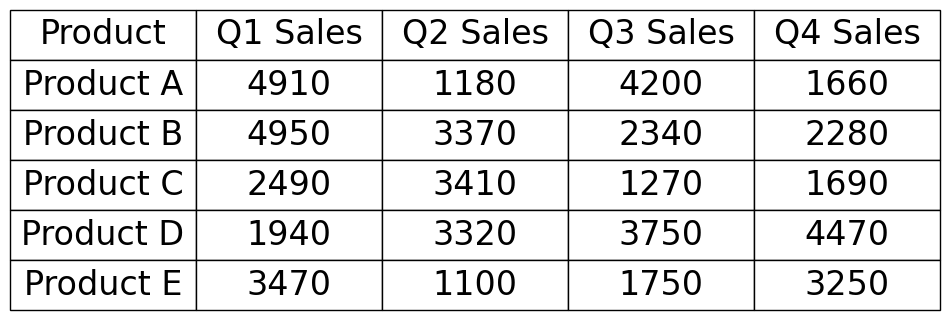 Product Q1 Sales Q2 Sales Q3 Sales Q4 Sales
Product A 4910 1180 4200 1660
Product B 4950 3370 2340 2280
Product C 2490 3410 1270 1690
Product D 1940 3320 3750 4470
Product E 3470 1100 1750 3250